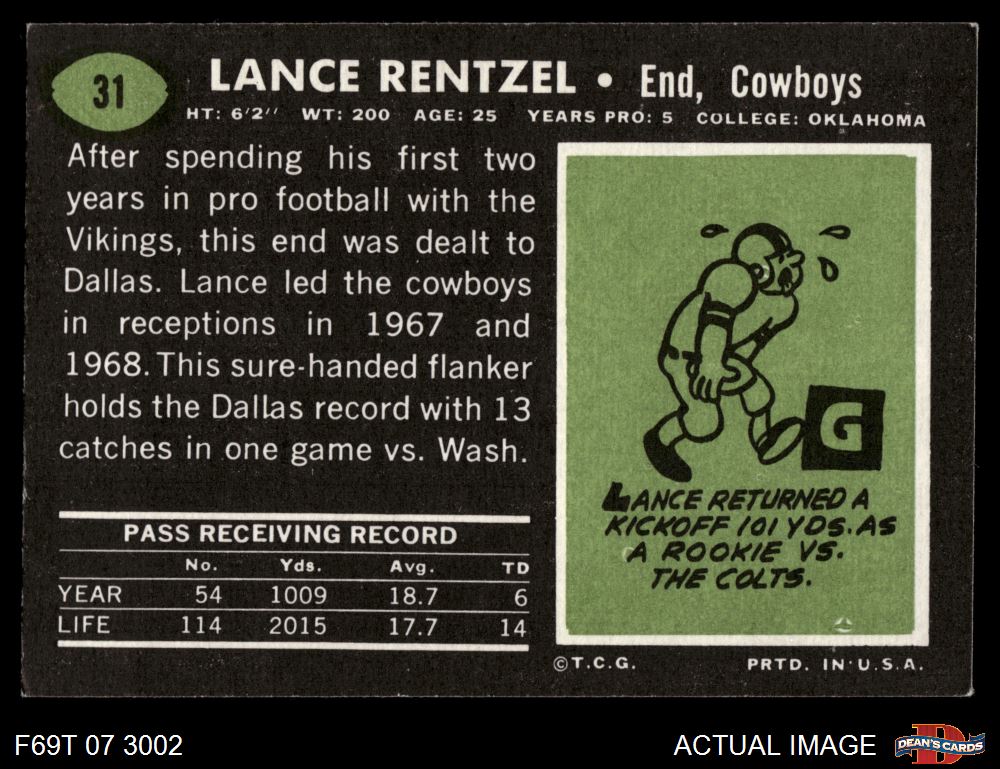 31
LANCE RENTZEL • End, Cowboys
HT: 6'2'' WT: 200 AGE: 25 YEARS PRO: 5 COLLEGE: OKLAHOMA
After spending his first two
years in pro football with the
Vikings, this end was dealt to
Dallas. Lance led the cowboys
in receptions in 1967 and
1968. This sure-handed flanker
holds the Dallas record with 13
catches in one game vs. Wash.
PASS RECEIVING RECORD
No. Yds. Avg. TD
YEAR 54 1009 18.7 6
LIFE 114 2015 17.7 14
G
LANCE RETURNED A
KICKOFF 101 YDS. AS
A ROOKIE VS.
THE COLTS.
©T.C.G. PRTD. IN U.S.A.
F69T 07 3002
ACTUAL IMAGE
D
DEAN'S CARDS